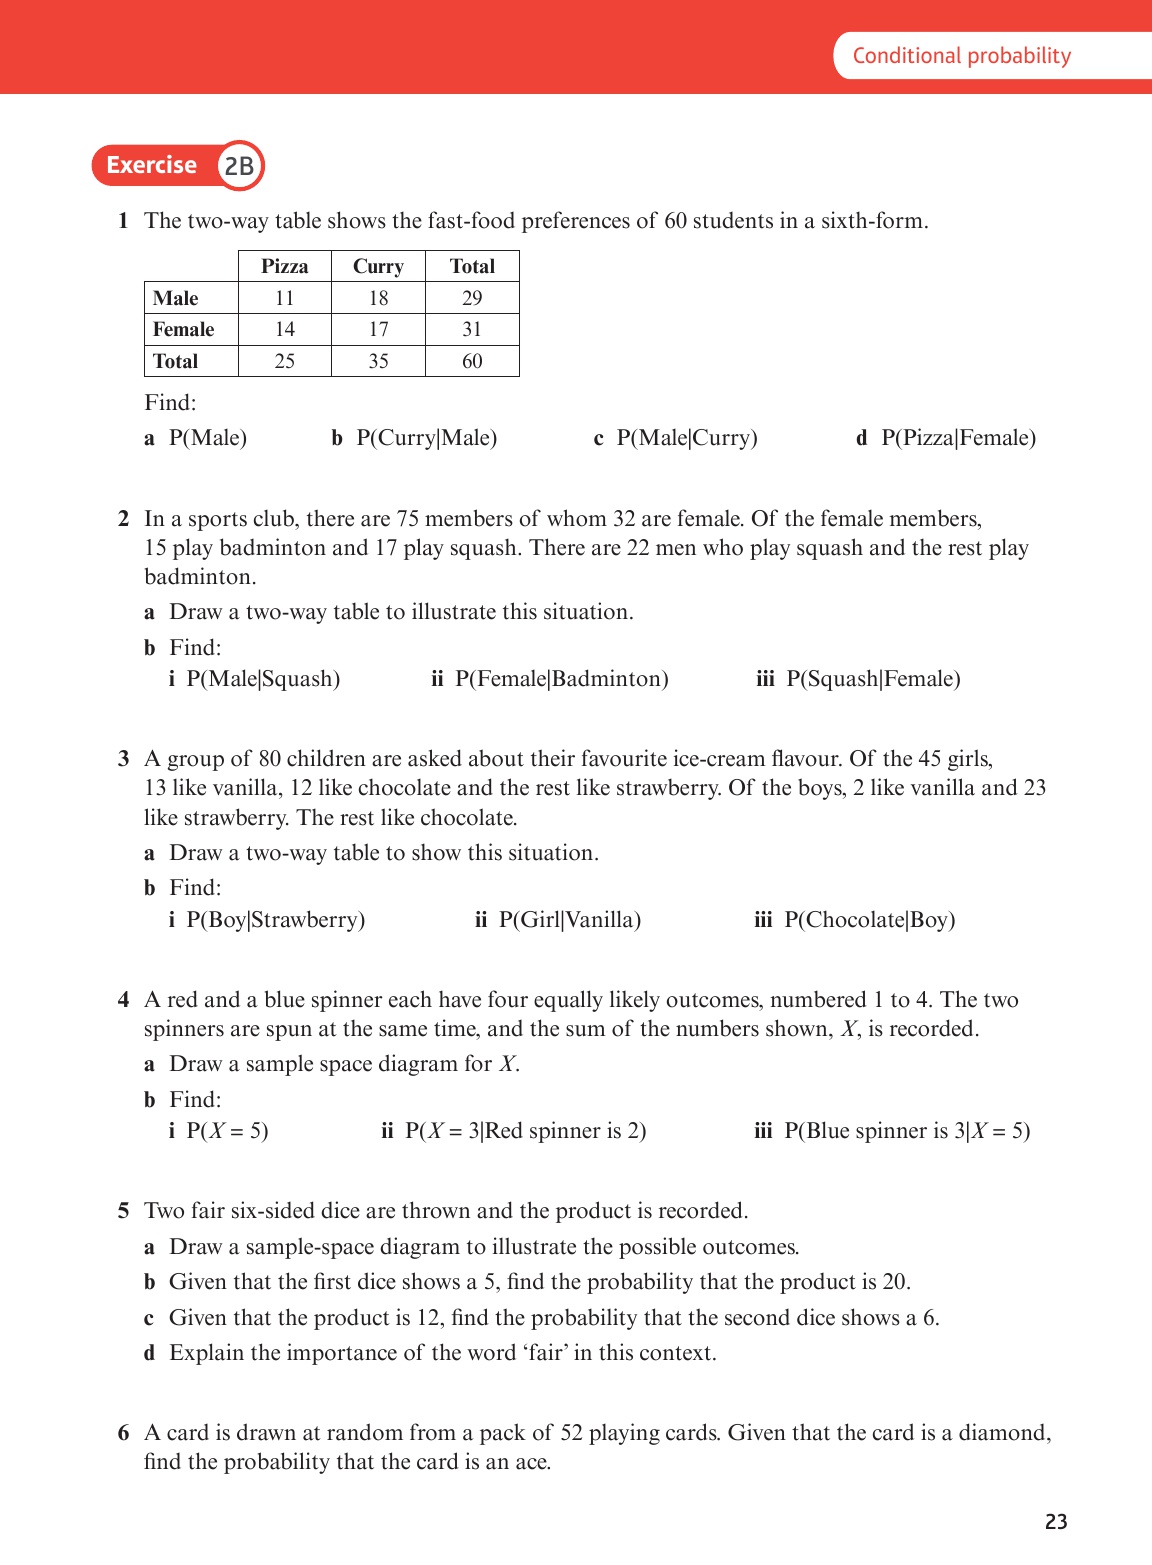 Conditional probability
Exercise 2B
1 The two-way table shows the fast-food preferences of 60 students in a sixth-form.
Pizza Curry Total
Male 11 18 29
Female 14 17 31
Total 25 35 60
Find:
a P(Male) b P(Curry|Male) c P(Male|Curry) d P(Pizza|Female)
2 In a sports club, there are 75 members of whom 32 are female. Of the female members,
15 play badminton and 17 play squash. There are 22 men who play squash and the rest play
badminton.
a Draw a two-way table to illustrate this situation.
b Find:
i P(Male|Squash) ii P(Female|Badminton) iii P(Squash|Female)
3 A group of 80 children are asked about their favourite ice-cream flavour. Of the 45 girls,
13 like vanilla, 12 like chocolate and the rest like strawberry. Of the boys, 2 like vanilla and 23
like strawberry. The rest like chocolate.
a Draw a two-way table to show this situation.
b Find:
i P(Boy|Strawberry) ii P(Girl|Vanilla) iii P(Chocolate|Boy)
4 A red and a blue spinner each have four equally likely outcomes, numbered 1 to 4. The two
spinners are spun at the same time, and the sum of the numbers shown, X, is recorded.
a Draw a sample space diagram for X.
b Find:
i P(X = 5) ii P(X = 3|Red spinner is 2) iii P(Blue spinner is 3|X = 5)
5 Two fair six-sided dice are thrown and the product is recorded.
a Draw a sample-space diagram to illustrate the possible outcomes.
b Given that the first dice shows a 5, find the probability that the product is 20.
c Given that the product is 12, find the probability that the second dice shows a 6.
d Explain the importance of the word ‘fair’ in this context.
6 A card is drawn at random from a pack of 52 playing cards. Given that the card is a diamond,
find the probability that the card is an ace.
23